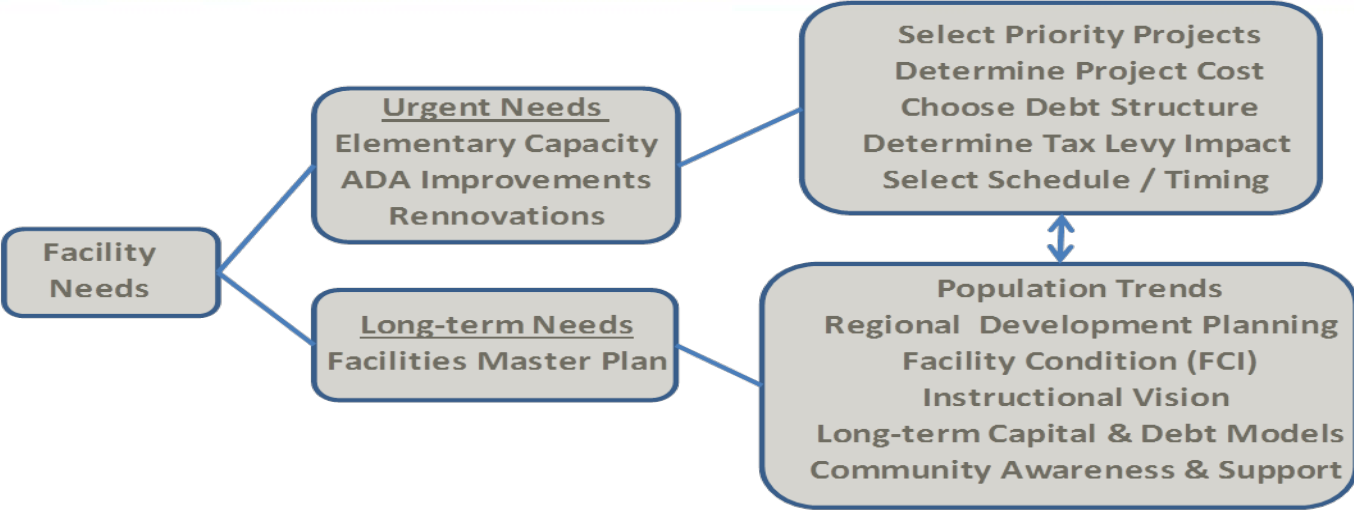 Facility
Needs
Urgent Needs
Elementary Capacity
ADA Improvements
Rennovations
Long-term Needs
Facilities Master Plan
Select Priority Projects
Determine Project Cost
Choose Debt Structure
Determine Tax Levy Impact
Select Schedule / Timing
Population Trends
Regional Development Planning
Facility Condition (FCI)
Instructional Vision
Long-term Capital & Debt Models
Community Awareness & Support